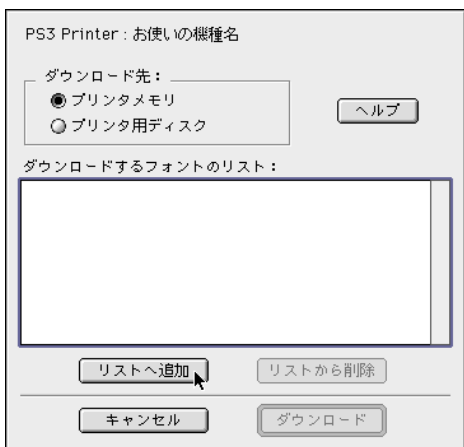 PS3 Printer : お使いの機種名
ダウンロード先：
プリンタメモリ
プリンタ用ディスク
ヘルプ
ダウンロードするフォントのリスト：
リストへ追加
リストから削除
キャンセル
ダウンロード